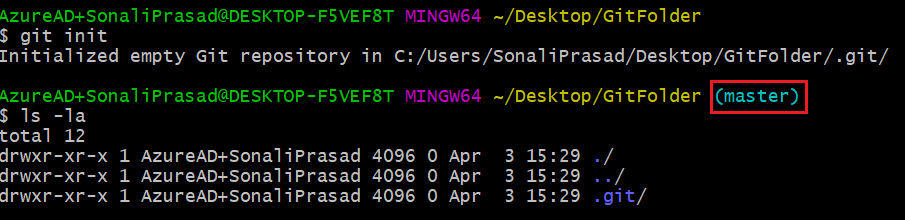 AzureAD+SonaliPrasad@DESKTOP-F5VEF8T MINGW64 ~/Desktop/GitFolder
$ git init
Initialized empty Git repository in C:/Users/SonaliPrasad/Desktop/GitFolder/.git/
AzureAD+SonaliPrasad@DESKTOP-F5VEF8T MINGW64 ~/Desktop/GitFolder (master)
$ ls -la
total 12
drwxr-xr-x 1 AzureAD+SonaliPrasad 4096 0 Apr  3 15:29 ./
drwxr-xr-x 1 AzureAD+SonaliPrasad 4096 0 Apr  3 15:29 ../
drwxr-xr-x 1 AzureAD+SonaliPrasad 4096 0 Apr  3 15:29 .git/